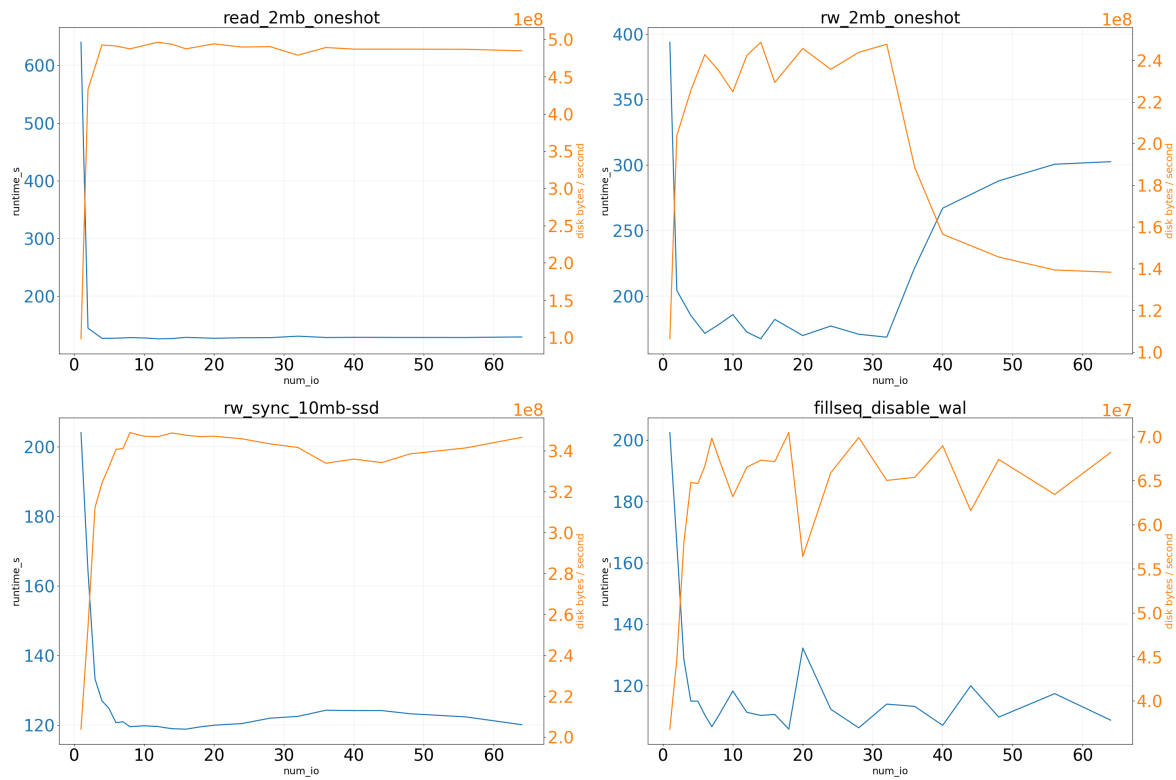 read_2mb_oneshot
1e8
600
500
400
300
200
runtime_s
5.0
4.5
4.0
3.5
3.0
2.5
2.0
1.5
1.0
disk bytes / second
0 10 20 30 40 50 60
num_io
rw_2mb_oneshot
1e8
400
350
300
250
200
runtime_s
2.4
2.2
2.0
1.8
1.6
1.4
1.2
1.0
disk bytes / second
0 10 20 30 40 50 60
num_io
rw_sync_10mb-ssd
1e8
200
180
160
140
120
runtime_s
3.4
3.2
3.0
2.8
2.6
2.4
2.2
2.0
disk bytes / second
0 10 20 30 40 50 60
num_io
fillseq_disable_wal
1e7
200
180
160
140
120
runtime_s
7.0
6.5
6.0
5.5
5.0
4.5
4.0
disk bytes / second
0 10 20 30 40 50 60
num_io